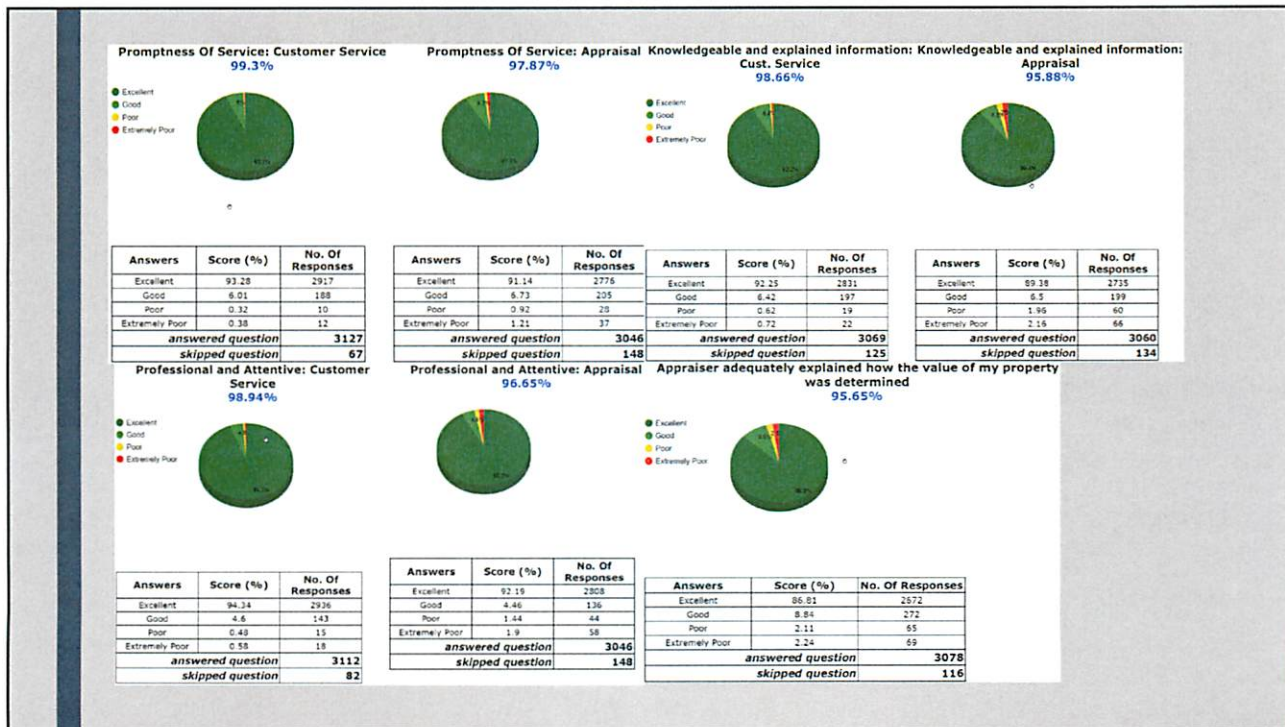 Promptness Of Service: Customer Service
99.3%
Excellent
Good
Poor
Extremely Poor
Answers Score (%) No. Of Responses
Excellent 93.28 2917
Good 6.01 188
Poor 0.32 10
Extremely Poor 0.38 12
answered question 3127
skipped question 67
Promptness Of Service: Appraisal
97.87%
Answers Score (%) No. Of Responses
Excellent 91.14 2776
Good 6.73 205
Poor 0.92 28
Extremely Poor 1.21 37
answered question 3046
skipped question 148
Knowledgeable and explained information:
Cust. Service
98.66%
Excellent
Good
Poor
Extremely Poor
Answers Score (%) No. Of Responses
Excellent 92.25 2831
Good 6.42 197
Poor 0.62 19
Extremely Poor 0.72 22
answered question 3069
skipped question 125
Knowledgeable and explained information:
Appraisal
95.88%
Answers Score (%) No. Of Responses
Excellent 89.38 2735
Good 6.5 199
Poor 1.96 60
Extremely Poor 2.16 66
answered question 3060
skipped question 134
Professional and Attentive: Customer
Service
98.94%
Excellent
Good
Poor
Extremely Poor
Answers Score (%) No. Of Responses
Excellent 94.34 2936
Good 4.6 143
Poor 0.48 15
Extremely Poor 0.58 18
answered question 3112
skipped question 82
Professional and Attentive: Appraisal
96.65%
Answers Score (%) No. Of Responses
Excellent 92.19 2808
Good 4.46 136
Poor 1.44 44
Extremely Poor 1.9 58
answered question 3046
skipped question 148
Appraiser adequately explained how the value of my property
was determined
95.65%
Excellent
Good
Poor
Extremely Poor
Answers Score (%) No. Of Responses
Excellent 86.81 2672
Good 8.84 272
Poor 2.11 65
Extremely Poor 2.24 69
answered question 3078
skipped question 116